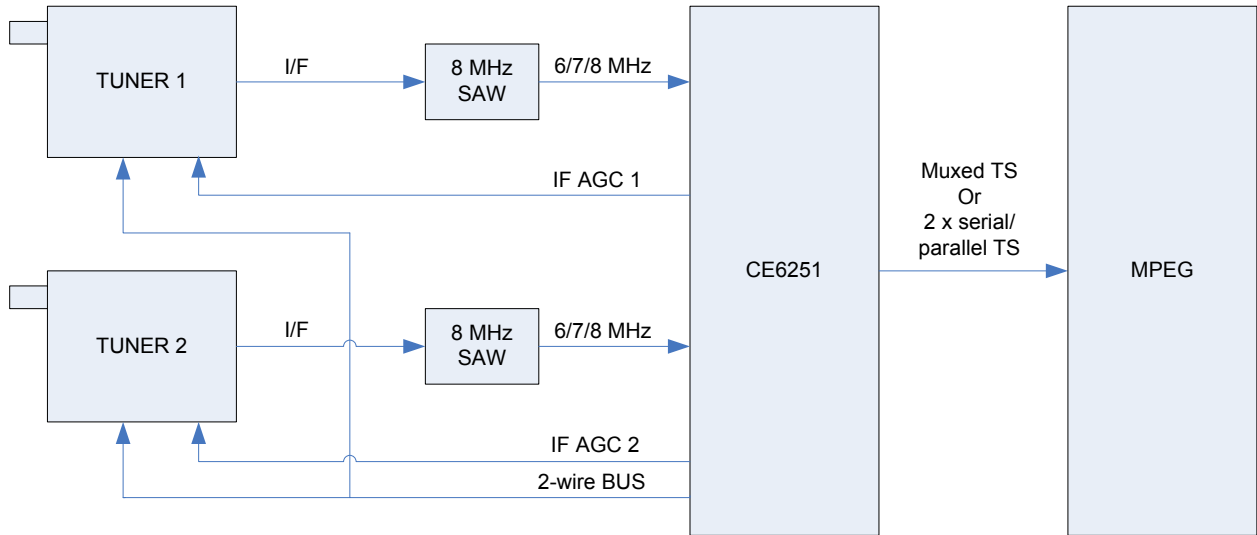 TUNER 1
I/F
8 MHz
SAW
6/7/8 MHz
IF AGC 1
Muxed TS
Or
2 x serial/
parallel TS
CE6251
MPEG
TUNER 2
I/F
8 MHz
SAW
6/7/8 MHz
IF AGC 2
2-wire BUS